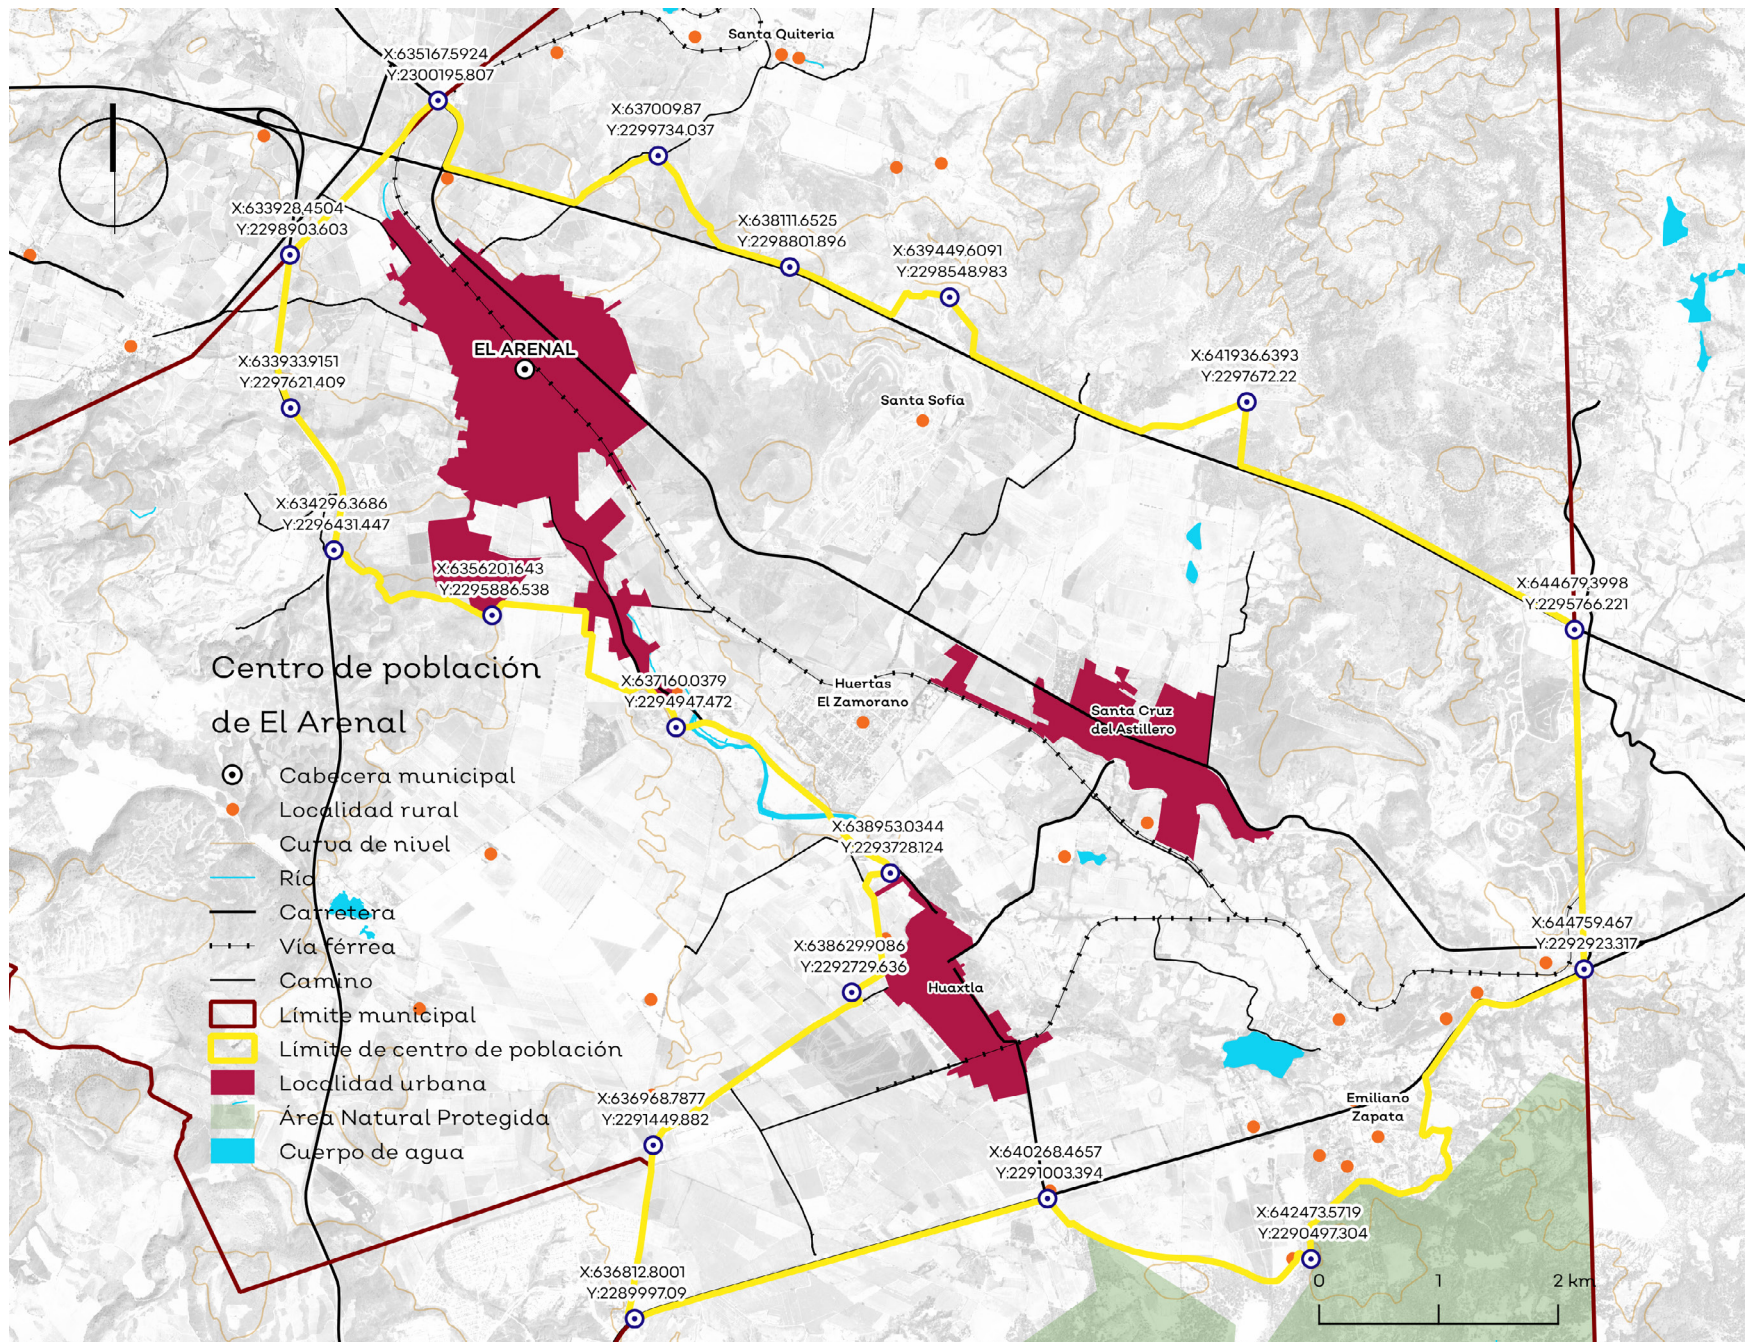 Santa Quiteria
X:635167.5924
Y:2300195.807
X:637009.87
Y:2299734.037
X:633928.4504
Y:2298903.603
X:638111.6525
Y:2298801.896
X:639449.6091
Y:2298548.983
EL ARENAL
X:633933.9151
Y:2297621.409
X:641936.6393
Y:2297672.22
Santa Sofía
X:634296.3686
Y:2296431.447
X:635620.1643
Y:2295886.538
X:644679.3998
Y:2295766.221
X:637160.0379
Y:2294947.472
Huertas
El Zamorano
Santa Cruz
del Astillero
X:638953.0344
Y:2293728.124
X:638629.9086
Y:2292729.636
Huaxtla
X:644759.467
Y:2292923.317
X:636968.7877
Y:2291449.882
Emiliano
Zapata
X:640268.4657
Y:2291003.394
X:642473.5719
Y:2290497.304
X:636812.8001
Y:2289997.09
Centro de población
de El Arenal
Cabecera municipal
Localidad rural
Curva de nivel
Río
Carretera
Vía férrea
Camino
Límite municipal
Límite de centro de población
Localidad urbana
Área Natural Protegida
Cuerpo de agua
0 1 2 km